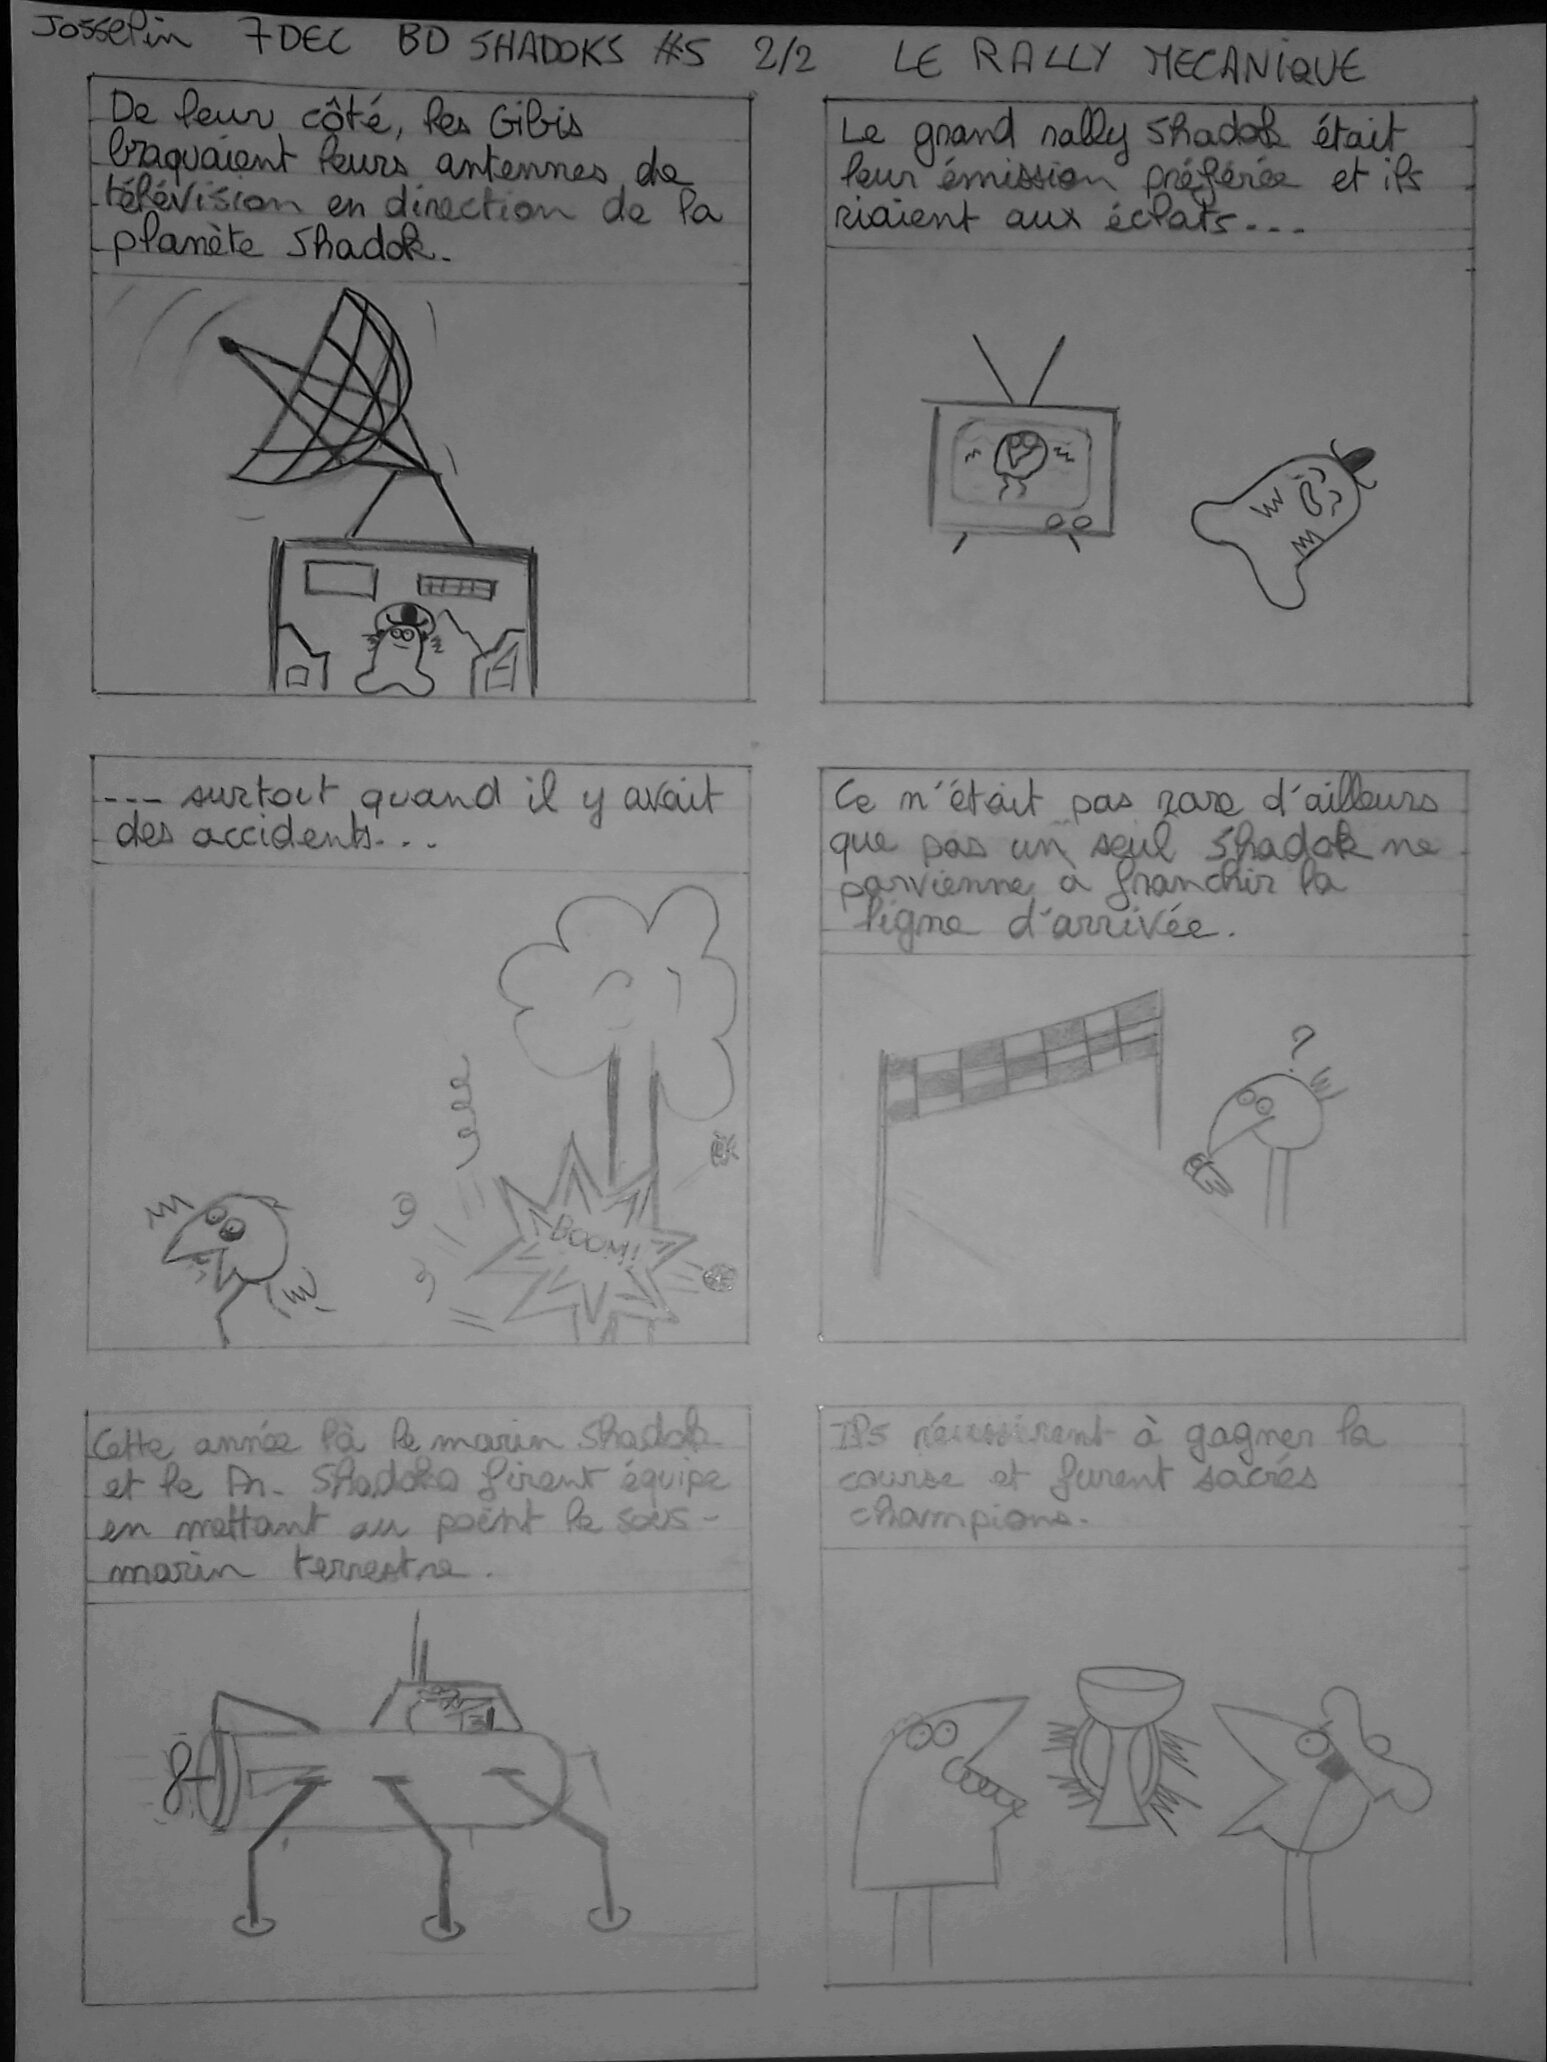 Josselin 7 DEC BD SHADOKS #5 2/2 LE RALLY MECANIQUE
De leur côté, les Gibis
braquaient leurs antennes de
télévision en direction de la
planète Shadok.
Le grand rally Shadok était
leur émission préférée et ils
riaient aux éclats...
... surtout quand il y avait
des accidents...
BOOM!
Ce n'était pas rare d'ailleurs
que pas un seul Shadok ne
parvienne a franchir la
ligne d'arrivée.
?
Cette année là le marin Shadok
et le Pr. Shadoko firent équipe
en mettant au point le sous-
marin terrestre.
Ils réussirent à gagner la
course et furent sacrés
champions.